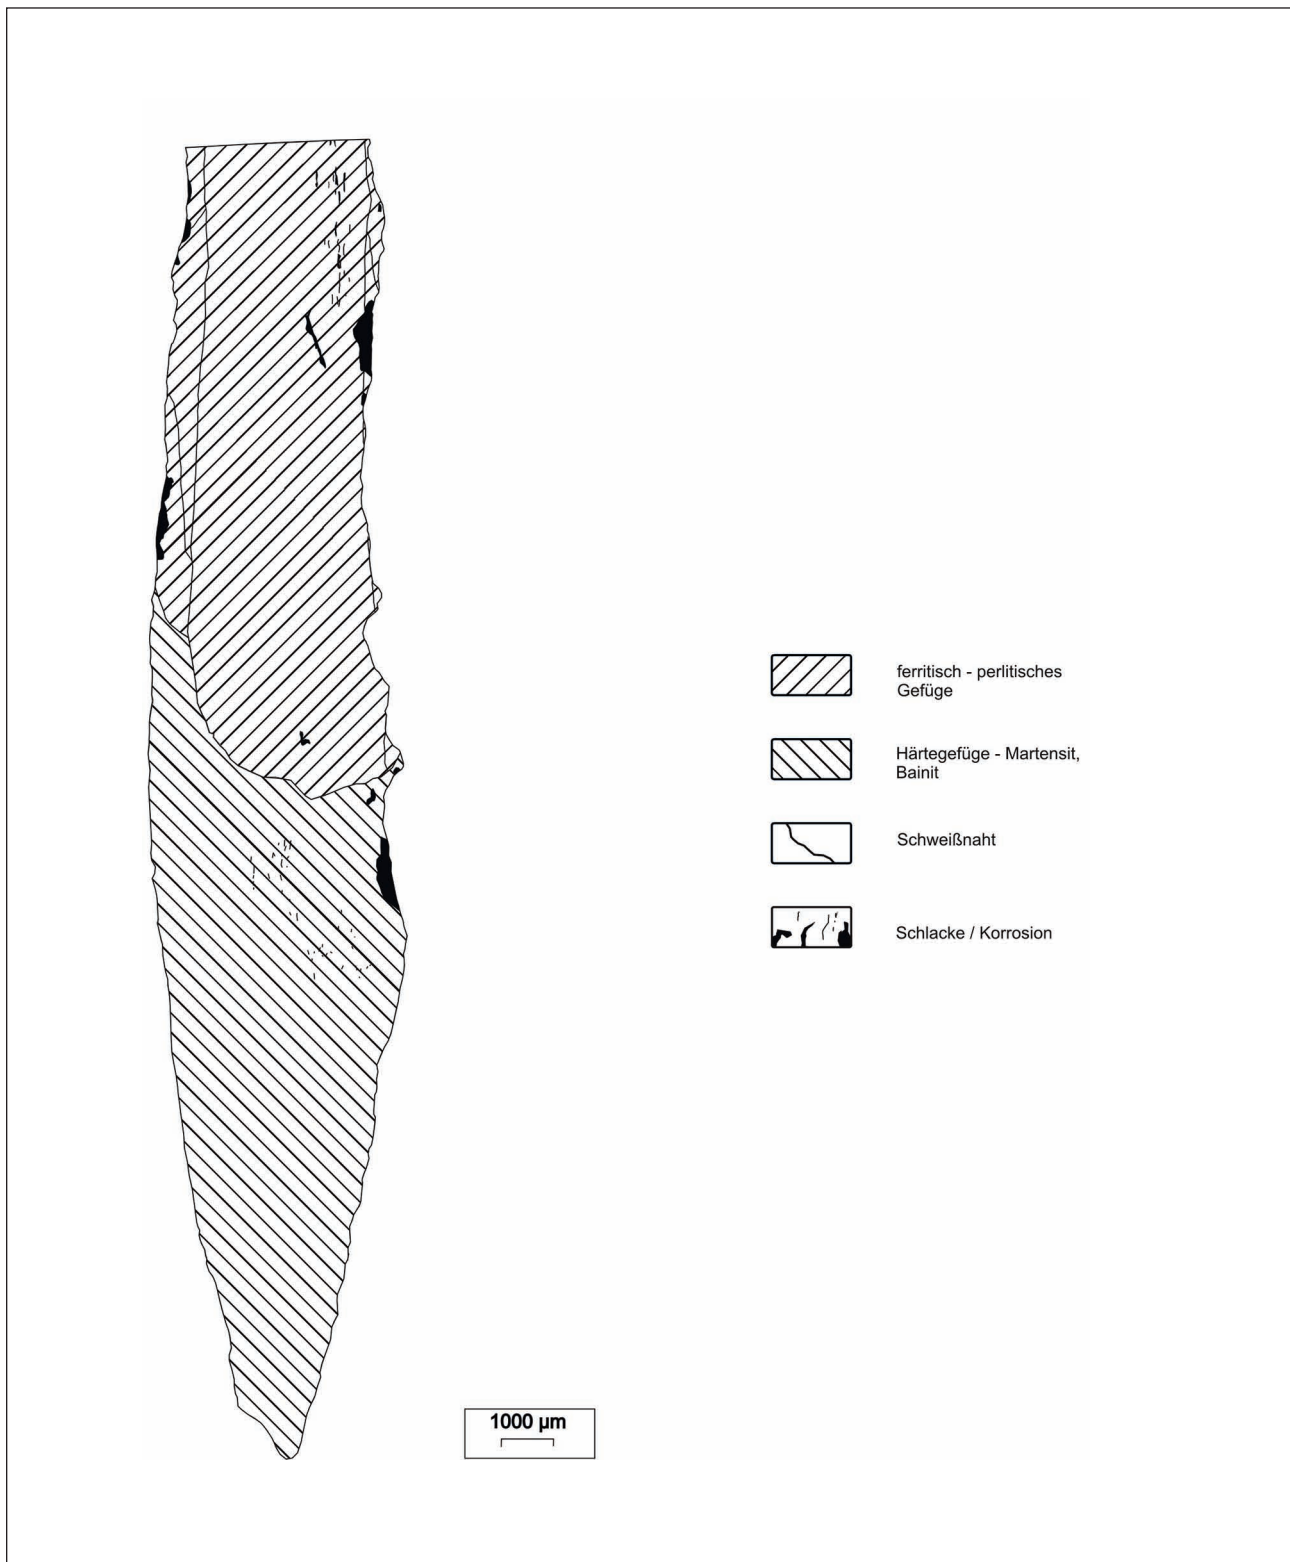 ferritisch - perlitisches
Gefüge
Härtegefüge - Martensit,
Bainit
Schweißnaht
Schlacke / Korrosion
1000 µm